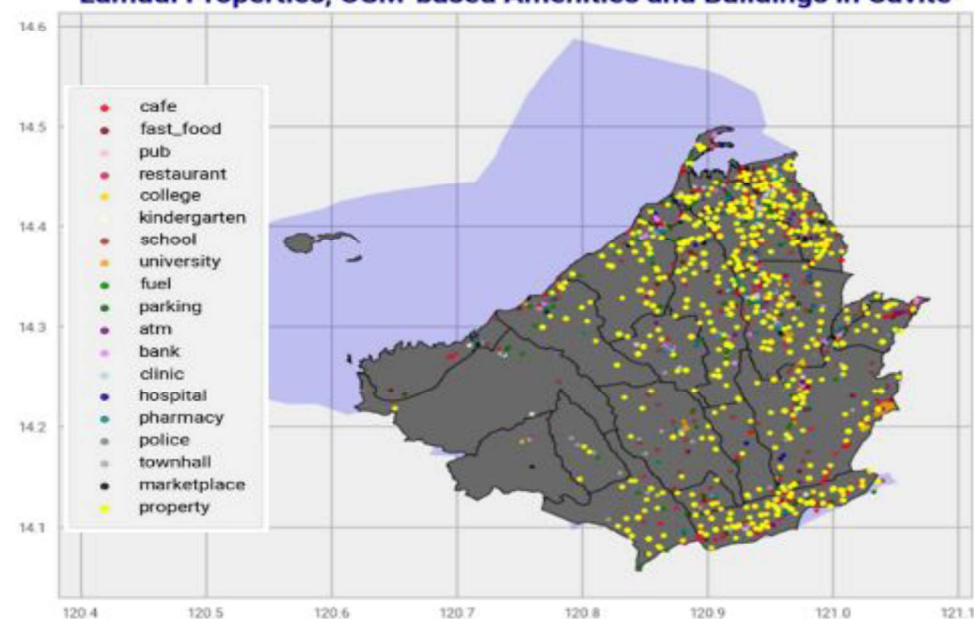 Lamudi Properties, OSM-based Amenities and Buildings in Cavite
14.6
14.5
14.4
14.3
14.2
14.1
cafe
fast_food
pub
restaurant
college
kindergarten
school
university
fuel
parking
atm
bank
clinic
hospital
pharmacy
police
townhall
marketplace
property
120.4 120.5 120.6 120.7 120.8 120.9 121.0 121.1